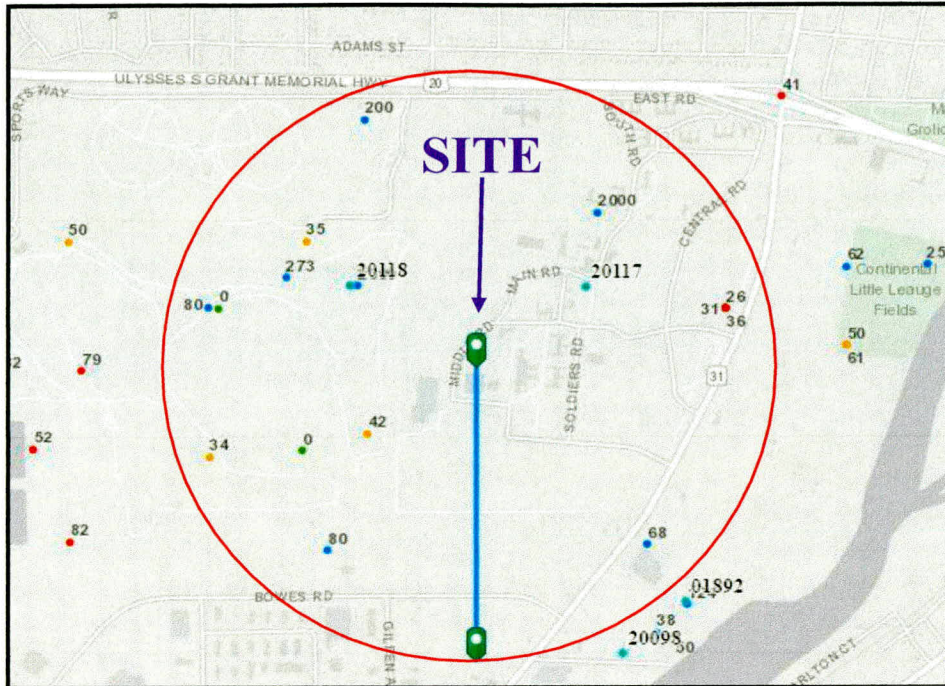 ADAMS ST
ULYSSES S GRANT MEMORIAL HWY
20
EAST RD
41
SPORTS WAY
200
SOUTH RD
SITE
2000
CENTRAL RD
50
35
273
20118
MAIN RD
20117
62
25
Continental
Little Leauge
Fields
80
0
31
26
36
MIDDLE RD
50
61
79
SOLDIERS RD
31
52
34
0
42
82
80
68
BOWES RD
01892
38
50
20098